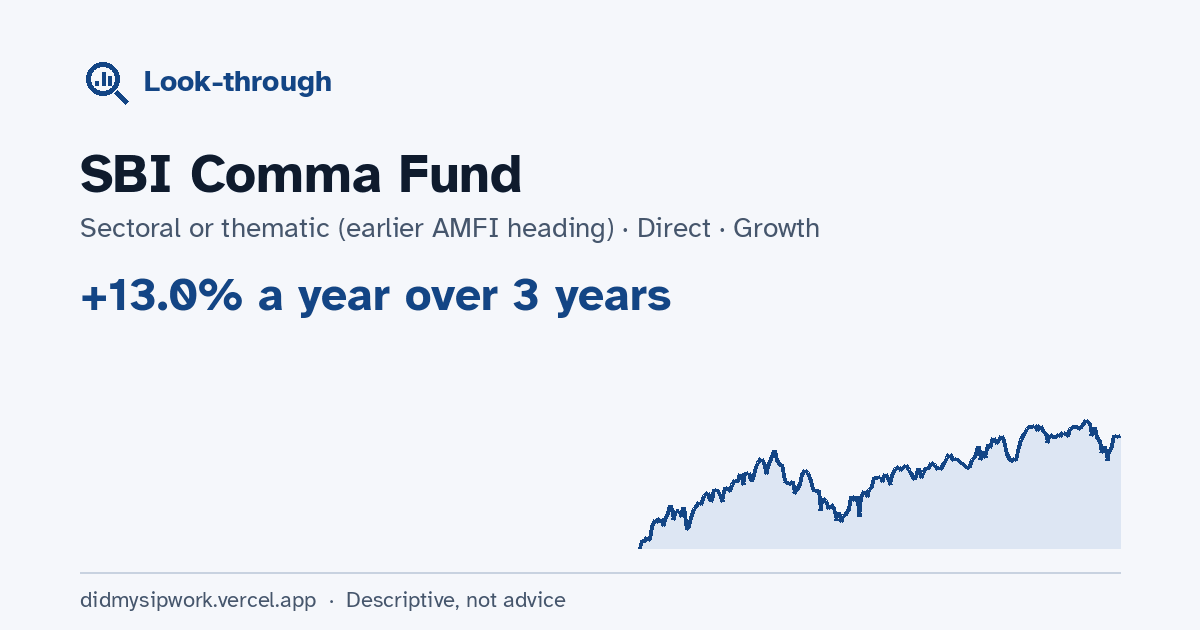 Look-through
SBI Comma Fund
Sectoral or thematic (earlier AMFI heading) · Direct · Growth
+13.0% a year over 3 years
didmysipwork.vercel.app · Descriptive, not advice